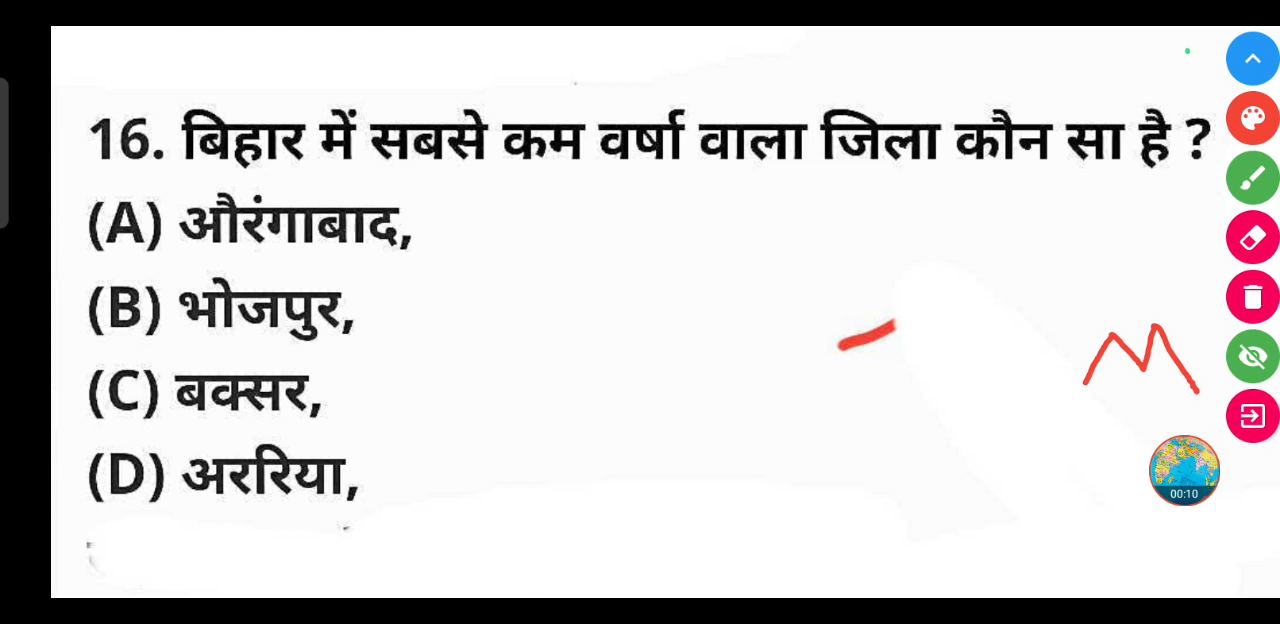 16. बिहार में सबसे कम वर्षा वाला जिला कौन सा है ?
(A) औरंगाबाद,
(B) भोजपुर,
(C) बक्सर,
(D) अररिया,
00:10